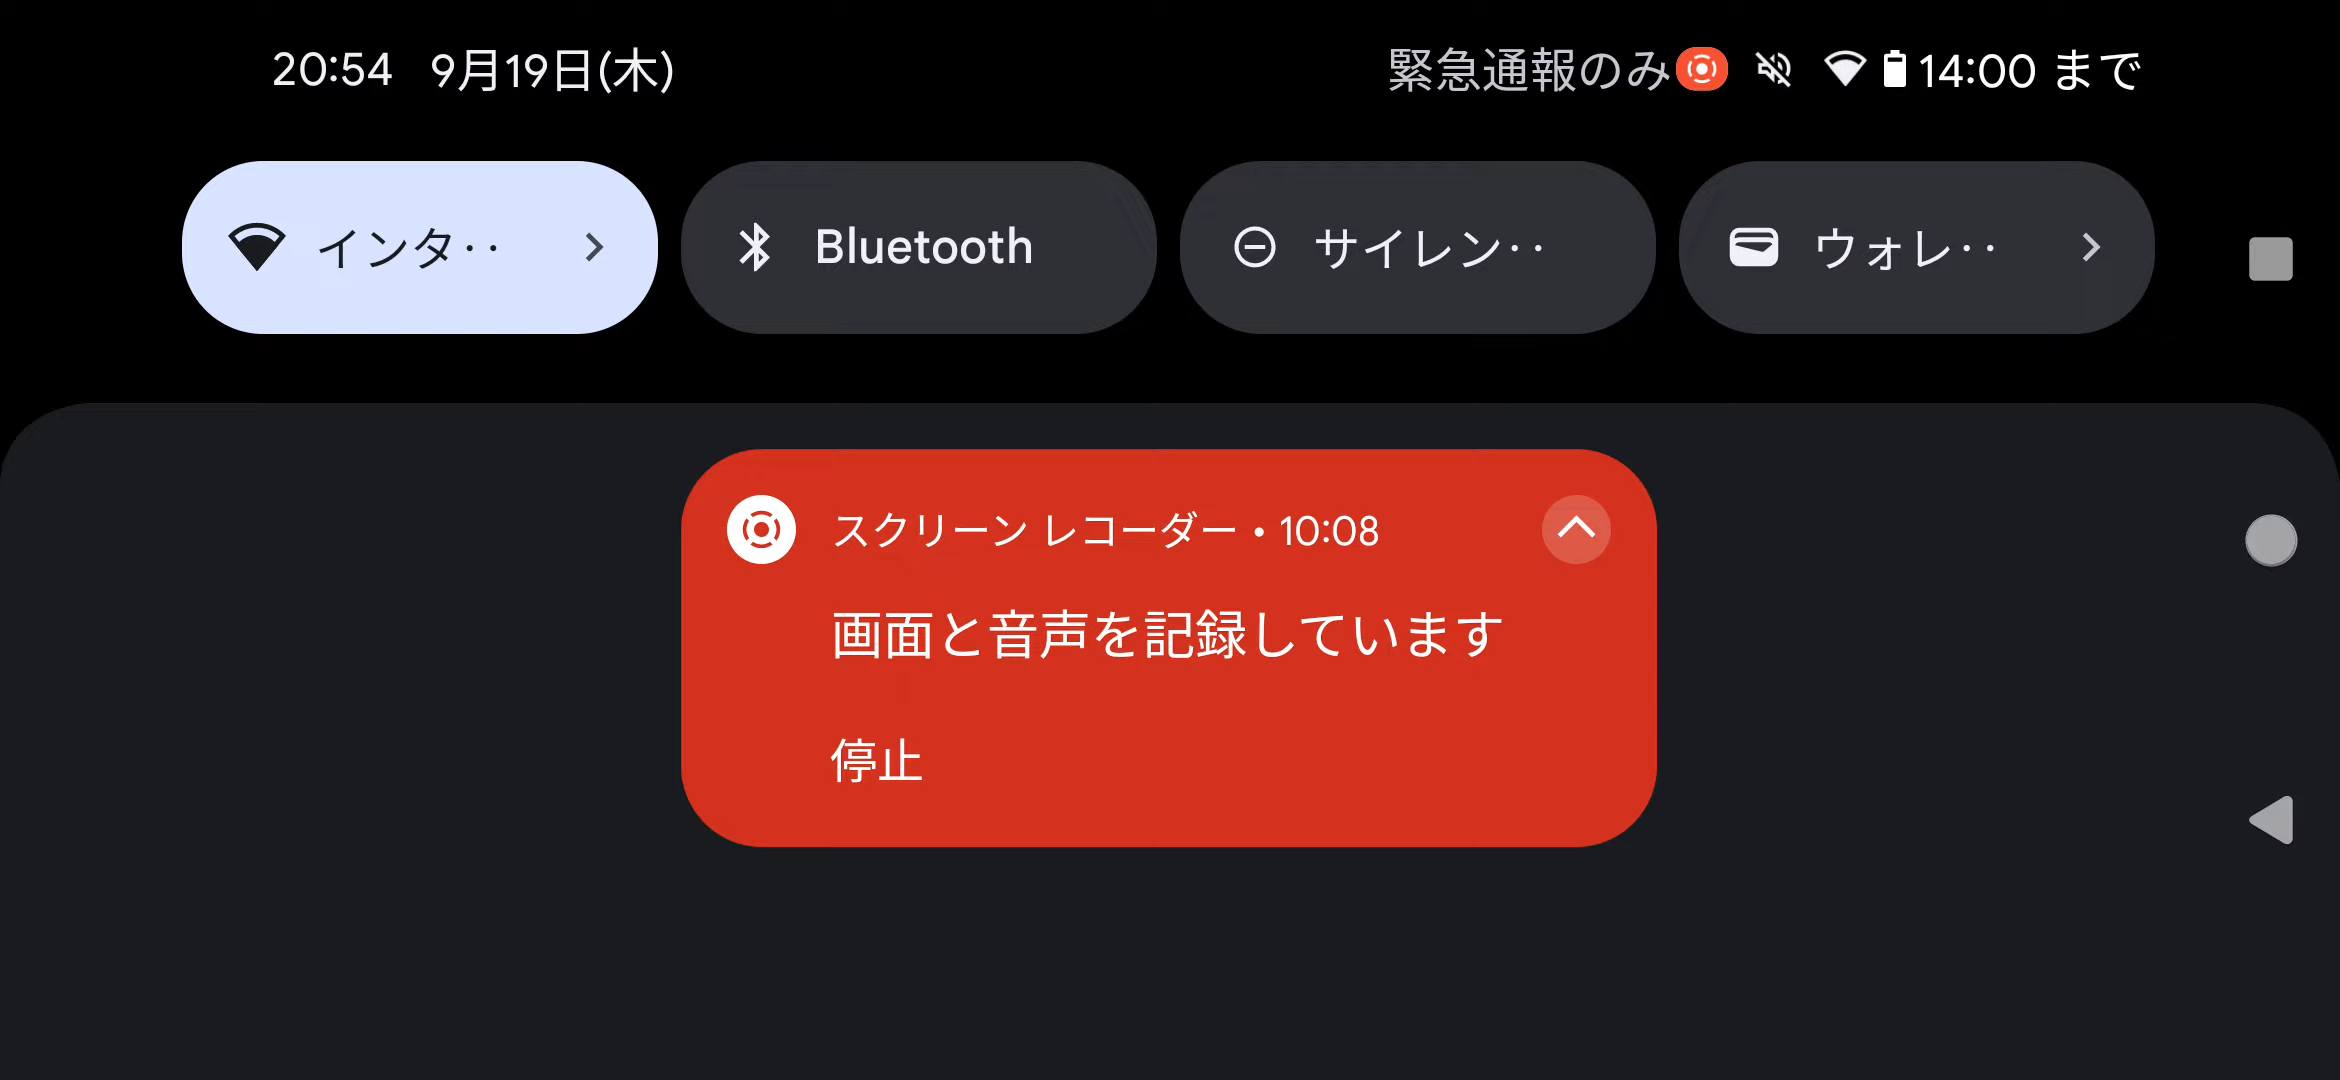 20:54 9月19日(木) 緊急通報のみ 14:00 まで
インタ‥ Bluetooth サイレン‥ ウォレ‥
スクリーン レコーダー • 10:08
画面と音声を記録しています
停止